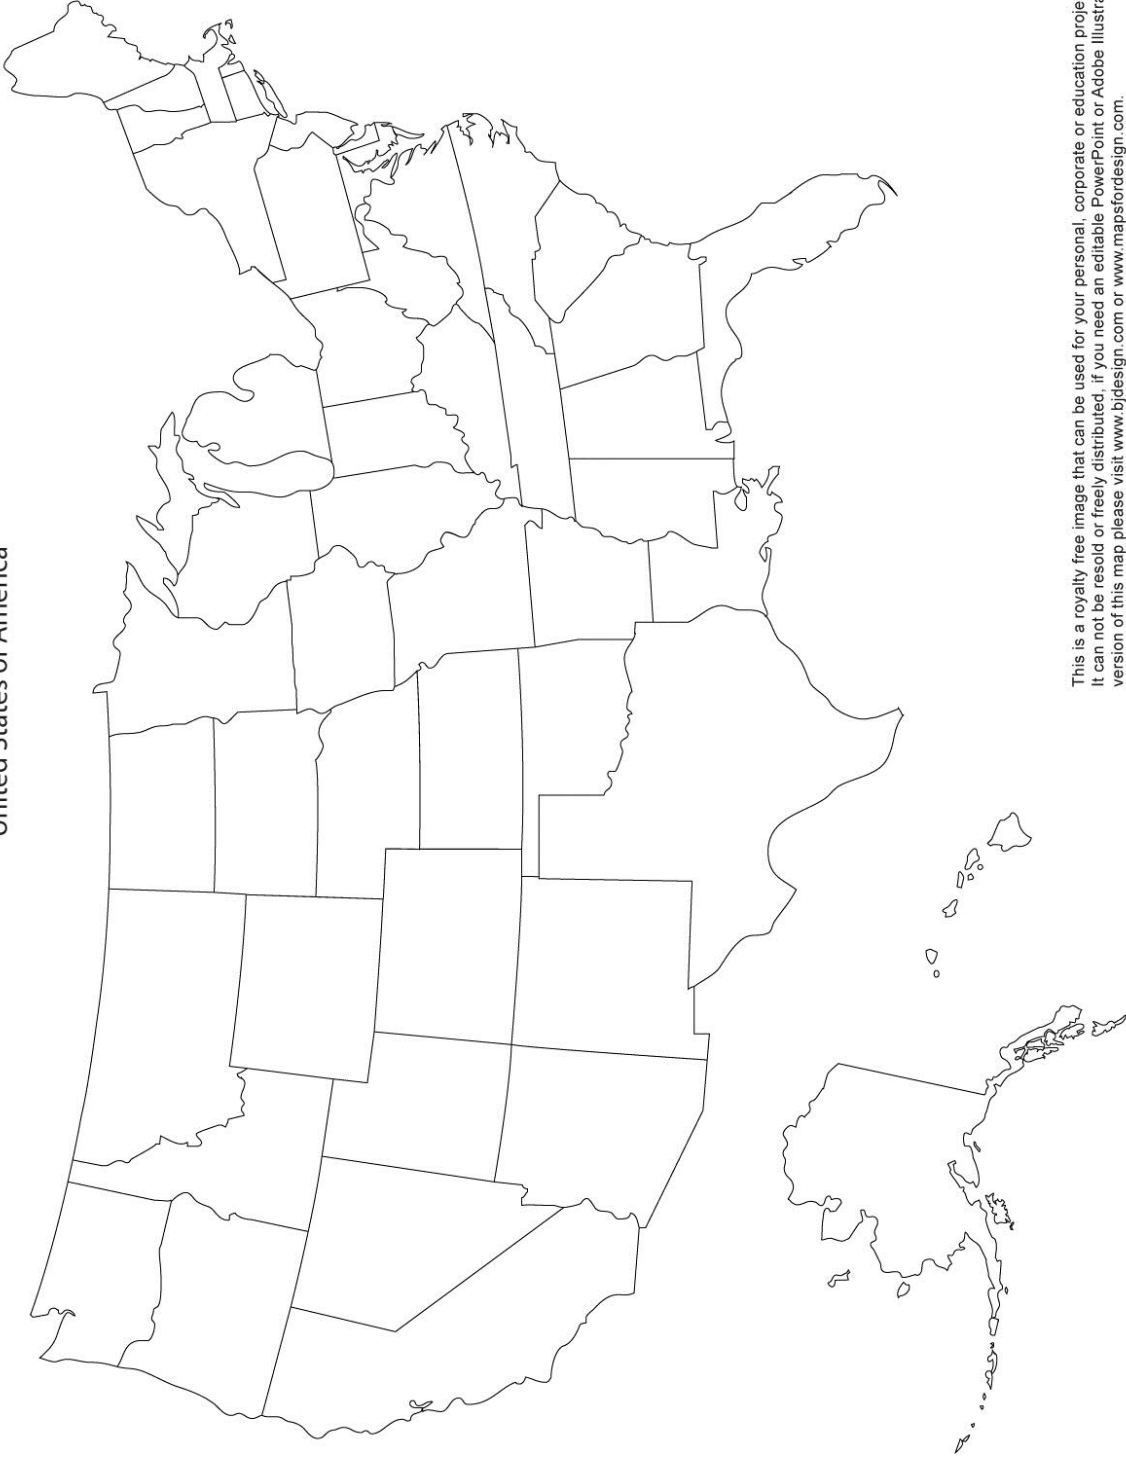 United States of America
This is a royalty free image that can be used for your personal, corporate or education proje
It can not be resold or freely distributed, if you need an editable PowerPoint or Adobe Illustra
version of this map please visit www.bjdesign.com or www.mapsfordesign.com.